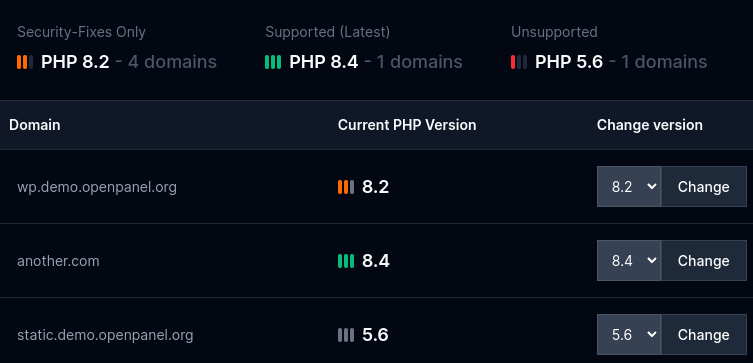 Security-Fixes Only
PHP 8.2 - 4 domains
Supported (Latest)
PHP 8.4 - 1 domains
Unsupported
PHP 5.6 - 1 domains
Domain Current PHP Version Change version
wp.demo.openpanel.org 8.2 8.2 Change
another.com 8.4 8.4 Change
static.demo.openpanel.org 5.6 5.6 Change